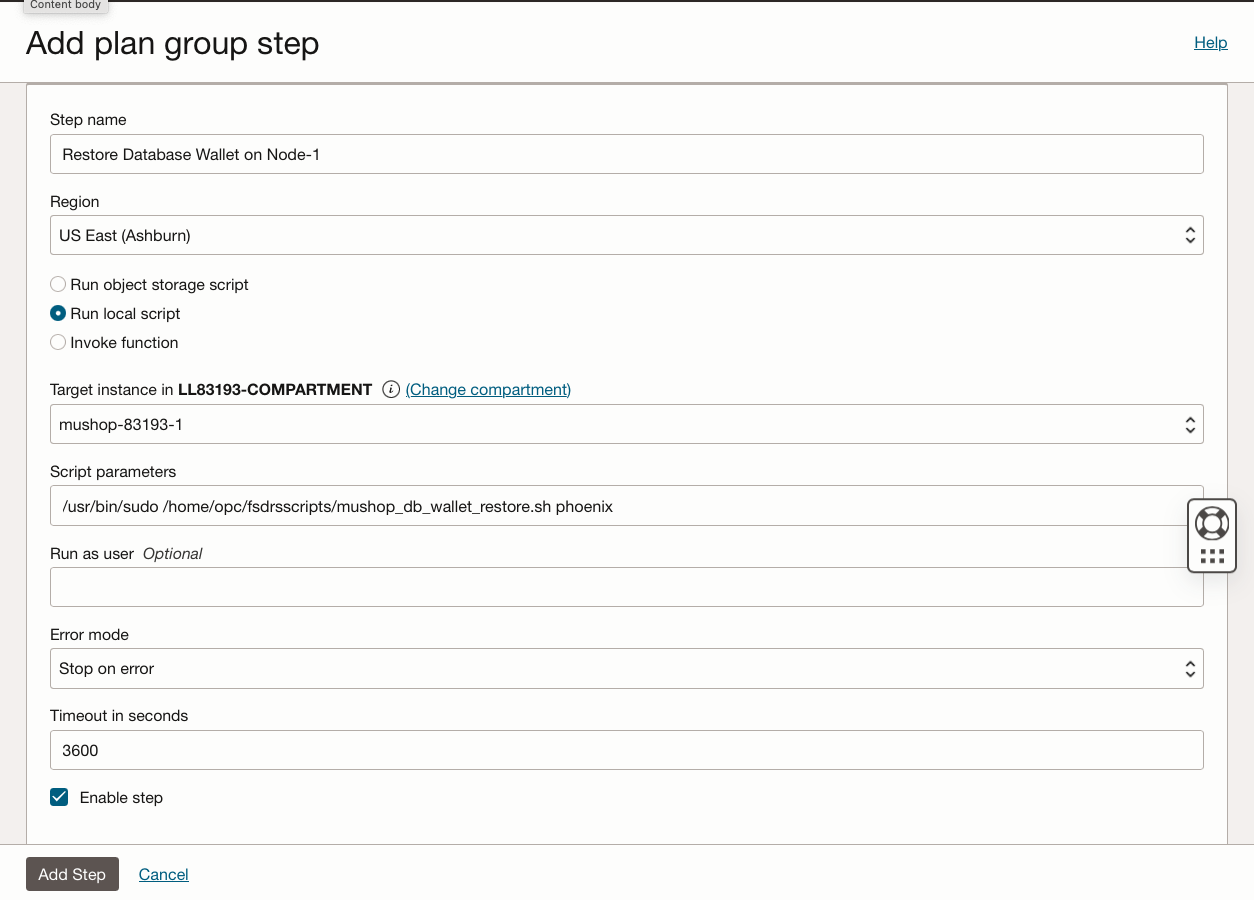 Content body
Add plan group step
Help
Step name
Restore Database Wallet on Node-1
Region
US East (Ashburn)
Run object storage script
Run local script
Invoke function
Target instance in LL83193-COMPARTMENT i (Change compartment)
mushop-83193-1
Script parameters
/usr/bin/sudo /home/opc/fsdrsscripts/mushop_db_wallet_restore.sh phoenix
Run as user Optional
Error mode
Stop on error
Timeout in seconds
3600
Enable step
Add Step Cancel